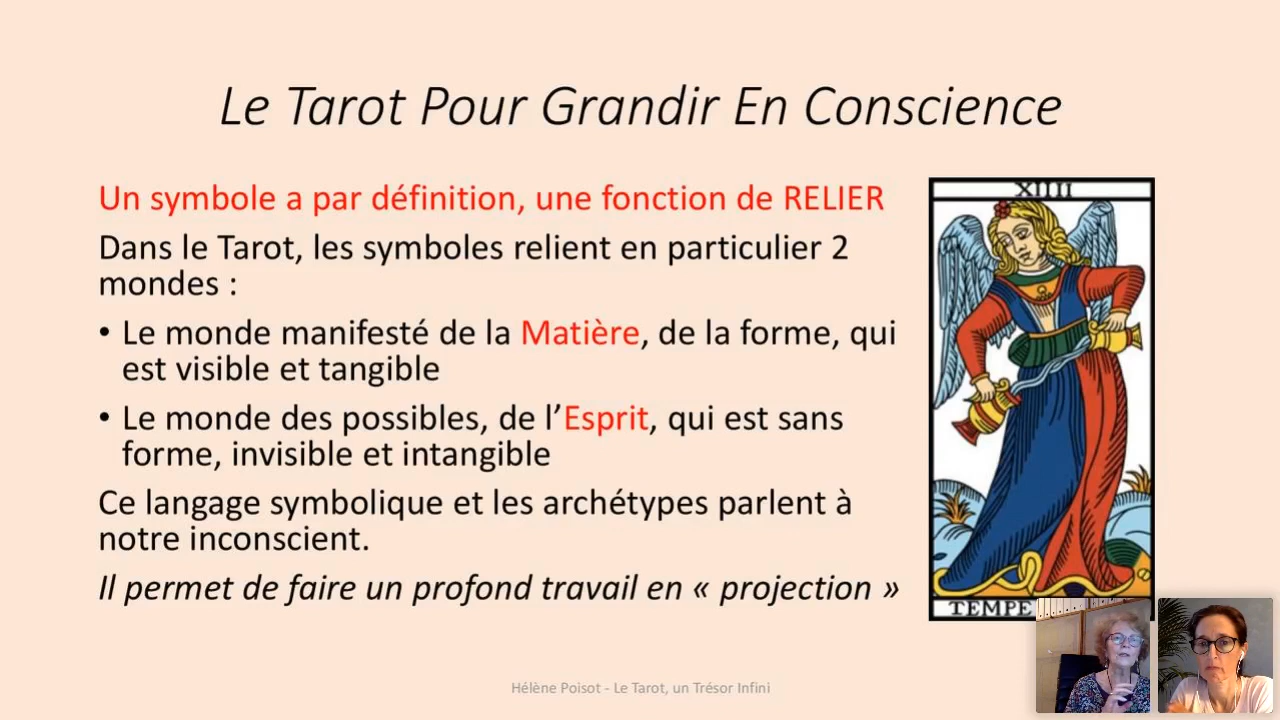 Le Tarot Pour Grandir En Conscience
Un symbole a par définition, une fonction de RELIER
Dans le Tarot, les symboles relient en particulier 2
mondes :
• Le monde manifesté de la Matière, de la forme, qui
est visible et tangible
• Le monde des possibles, de l’Esprit, qui est sans
forme, invisible et intangible
Ce langage symbolique et les archétypes parlent à
notre inconscient.
Il permet de faire un profond travail en « projection »
XIIII
TEMPE
Hélène Poisot - Le Tarot, un Trésor Infini